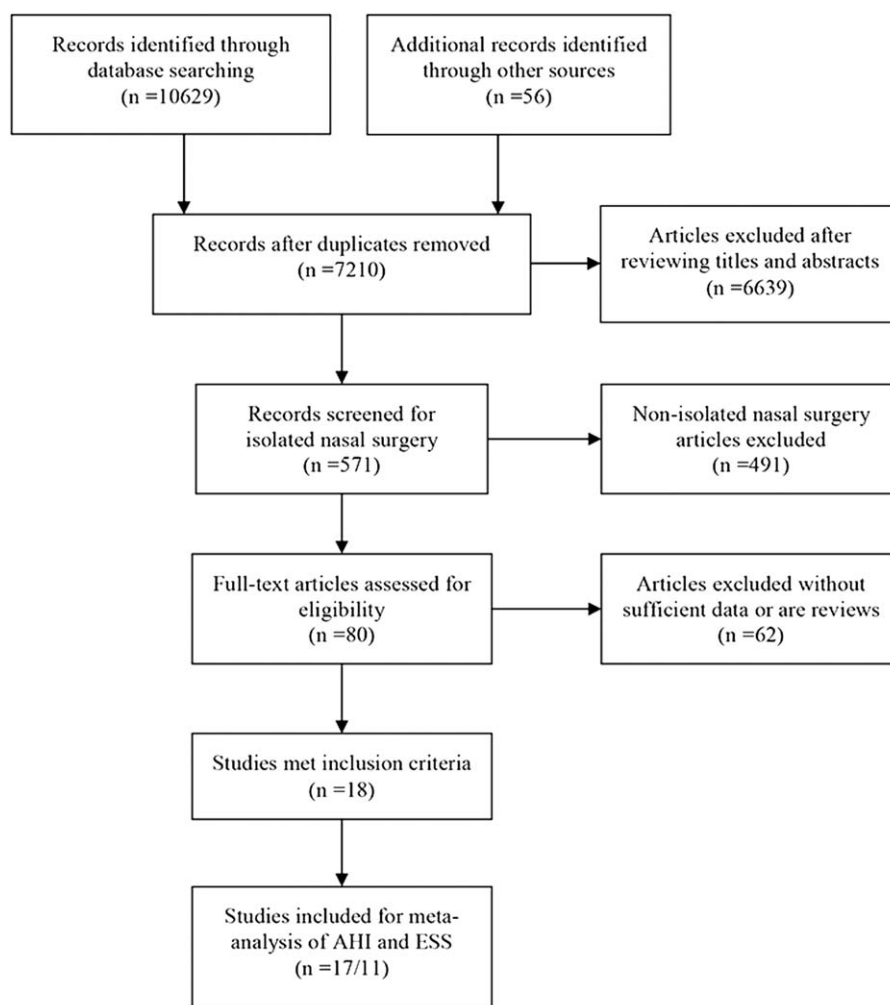 Records identified through
database searching
(n =10629)
Additional records identified
through other sources
(n =56)
Records after duplicates removed
(n =7210)
Articles excluded after
reviewing titles and abstracts
(n =6639)
Records screened for
isolated nasal surgery
(n =571)
Non-isolated nasal surgery
articles excluded
(n =491)
Full-text articles assessed for
eligibility
(n =80)
Articles excluded without
sufficient data or are reviews
(n =62)
Studies met inclusion criteria
(n =18)
Studies included for meta-
analysis of AHI and ESS
(n =17/11)